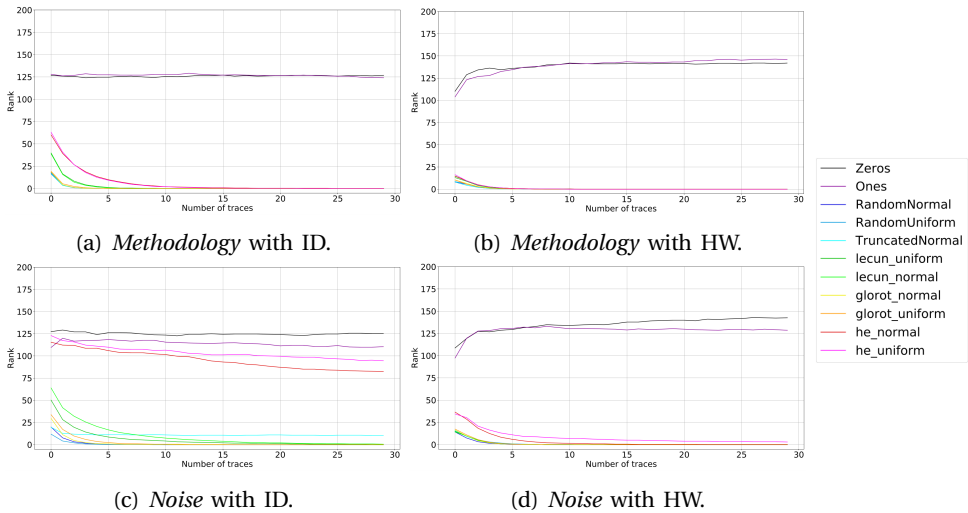 200
175
150
125
100
75
50
25
0
Rank
0 5 10 15 20 25 30
Number of traces
(a) Methodology with ID.
200
175
150
125
100
75
50
25
0
Rank
0 5 10 15 20 25 30
Number of traces
(b) Methodology with HW.
200
175
150
125
100
75
50
25
0
Rank
0 5 10 15 20 25 30
Number of traces
(c) Noise with ID.
200
175
150
125
100
75
50
25
0
Rank
0 5 10 15 20 25 30
Number of traces
(d) Noise with HW.
Zeros
Ones
RandomNormal
RandomUniform
TruncatedNormal
lecun_uniform
lecun_normal
glorot_normal
glorot_uniform
he_normal
he_uniform